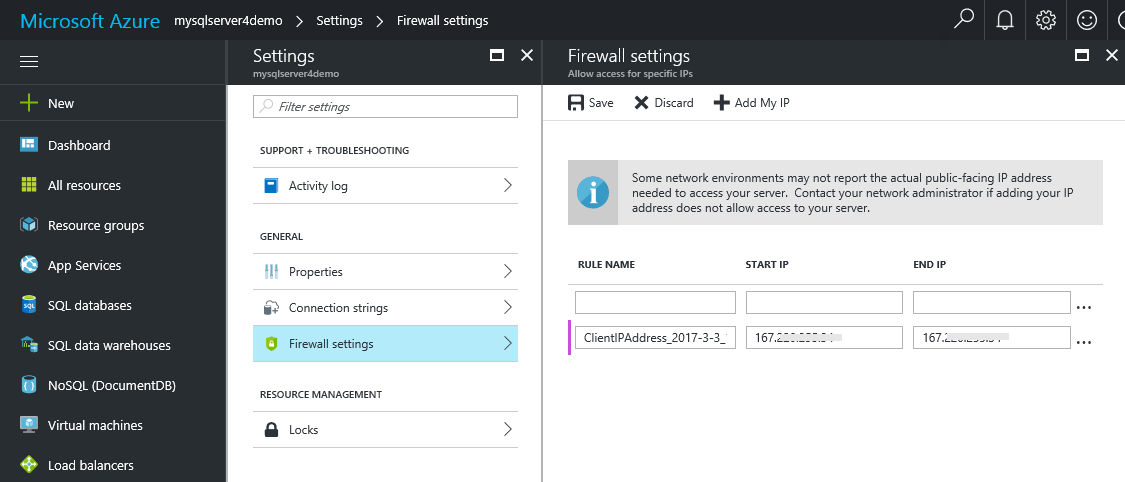 Microsoft Azure mysqlserver4demo > Settings > Firewall settings
New
Dashboard
All resources
Resource groups
App Services
SQL databases
SQL data warehouses
NoSQL (DocumentDB)
Virtual machines
Load balancers
Settings
mysqlserver4demo
Filter settings
SUPPORT + TROUBLESHOOTING
Activity log
GENERAL
Properties
Connection strings
Firewall settings
RESOURCE MANAGEMENT
Locks
Firewall settings
Allow access for specific IPs
Save Discard Add My IP
Some network environments may not report the actual public-facing IP address
needed to access your server. Contact your network administrator if adding your IP
address does not allow access to your server.
RULE NAME START IP END IP
ClientIPAddress_2017-3-3_ 167. 167.